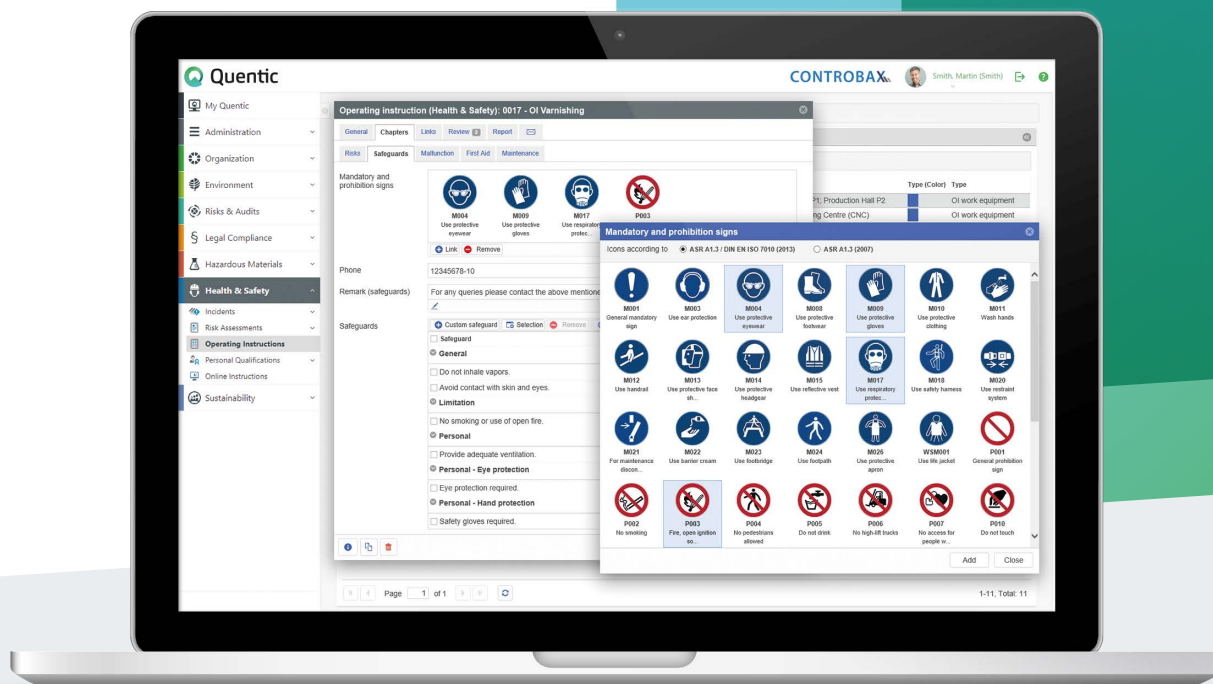 Quentic
CONTROBAX
Smith, Martin (Smith)
My Quentic
Administration
Organization
Environment
Risks & Audits
Legal Compliance
Hazardous Materials
Health & Safety
Incidents
Risk Assessments
Operating Instructions
Personal Qualifications
Online Instructions
Sustainability
Operating instruction (Health & Safety): 0017 - OI Varnishing
General Chapters Links Review 2 Report
Risks Safeguards Malfunction First Aid Maintenance
Mandatory and
prohibition signs
M004 M009 M017 P003
Use protective Use protective Use respiratory
eyewear gloves protec...
Link Remove
Phone 12345678-10
Remark (safeguards) For any queries please contact the above mentione
Safeguards Custom safeguard Selection Remove
Safeguard
General
Do not inhale vapors.
Avoid contact with skin and eyes.
Limitation
No smoking or use of open fire.
Personal
Provide adequate ventilation.
Personal - Eye protection
Eye protection required.
Personal - Hand protection
Safety gloves required.
Type (Color) Type
P1; Production Hall P2 OI work equipment
ng Centre (CNC) OI work equipment
Mandatory and prohibition signs
Icons according to ASR A1.3 / DIN EN ISO 7010 (2013) ASR A1.3 (2007)
M001 M003 M004 M008 M009 M010 M011
General mandatory Use ear protection Use protective Use protective Use protective Use protective Wash hands
sign eyewear footwear gloves clothing
M012 M013 M014 M015 M017 M018 M020
Use handrail Use protective face Use protective Use reflective vest Use respiratory Use safety harness Use restraint
sh... headgear protec... system
M021 M022 M023 M024 M026 WSM001 P001
For maintenance Use barrier cream Use footbridge Use footpath Use protective Use life jacket General prohibition
discon... apron sign
P002 P003 P004 P005 P006 P007 P010
No smoking Fire, open ignition No pedestrians Do not drink No high-lift trucks No access for Do not touch
so... allowed people w...
Add Close
Page 1 of 1
1-11, Total: 11